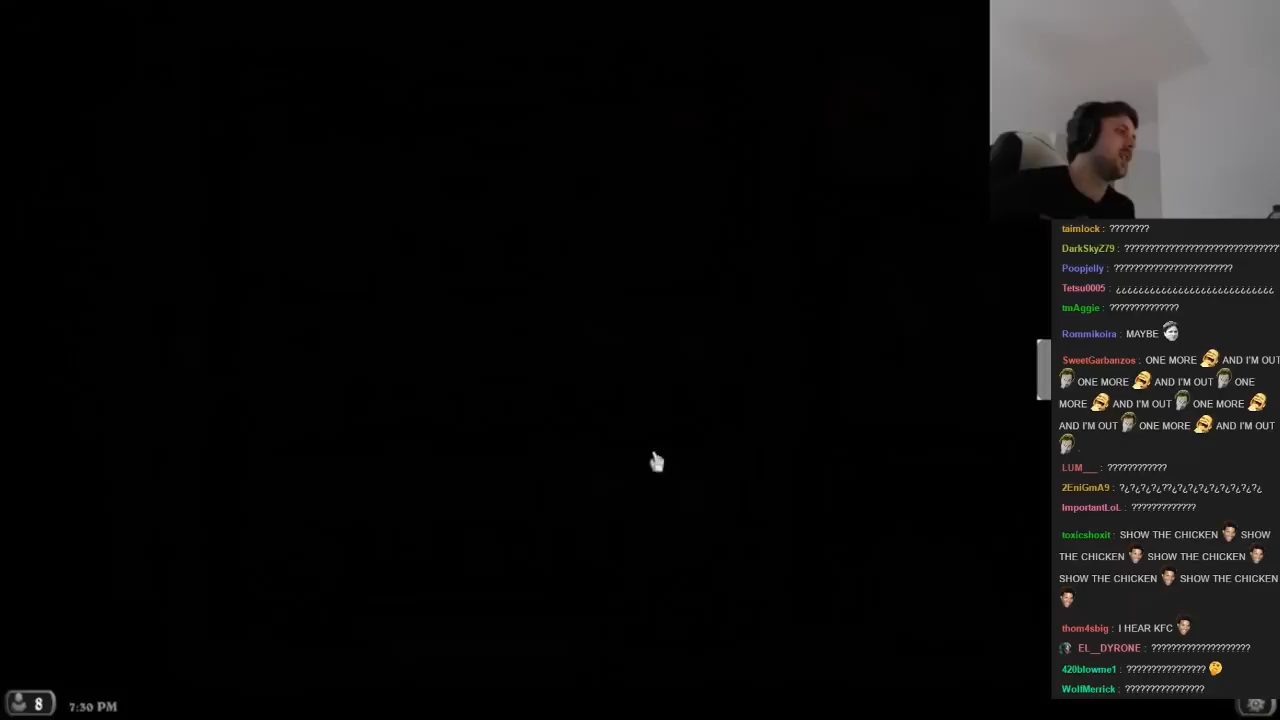 taimlock : ????????
DarkSkyZ79 : ???????????????????????????????
Poopjelly : ????????????????????????
Tetsu0005 : ¿¿¿¿¿¿¿¿¿¿¿¿¿¿¿¿¿¿¿¿¿¿¿¿¿¿¿¿
tmAggie : ??????????????
Rommikoira : MAYBE
SweetGarbanzos : ONE MORE AND I'M OUT
ONE MORE AND I'M OUT ONE
MORE AND I'M OUT ONE MORE
AND I'M OUT ONE MORE AND I'M OUT
.
LUM___ : ????????????
2EniGmA9 : ?¿?¿?¿?¿??¿?¿?¿?¿?¿?¿?¿?¿?¿
ImportantLoL : ?????????????
toxicshoxit : SHOW THE CHICKEN SHOW
THE CHICKEN SHOW THE CHICKEN
SHOW THE CHICKEN SHOW THE CHICKEN
thom4sbig : I HEAR KFC
EL__DYRONE : ????????????????????
420blowme1 : ????????????????
WolfMerrick : ????????????????
8 7:30 PM